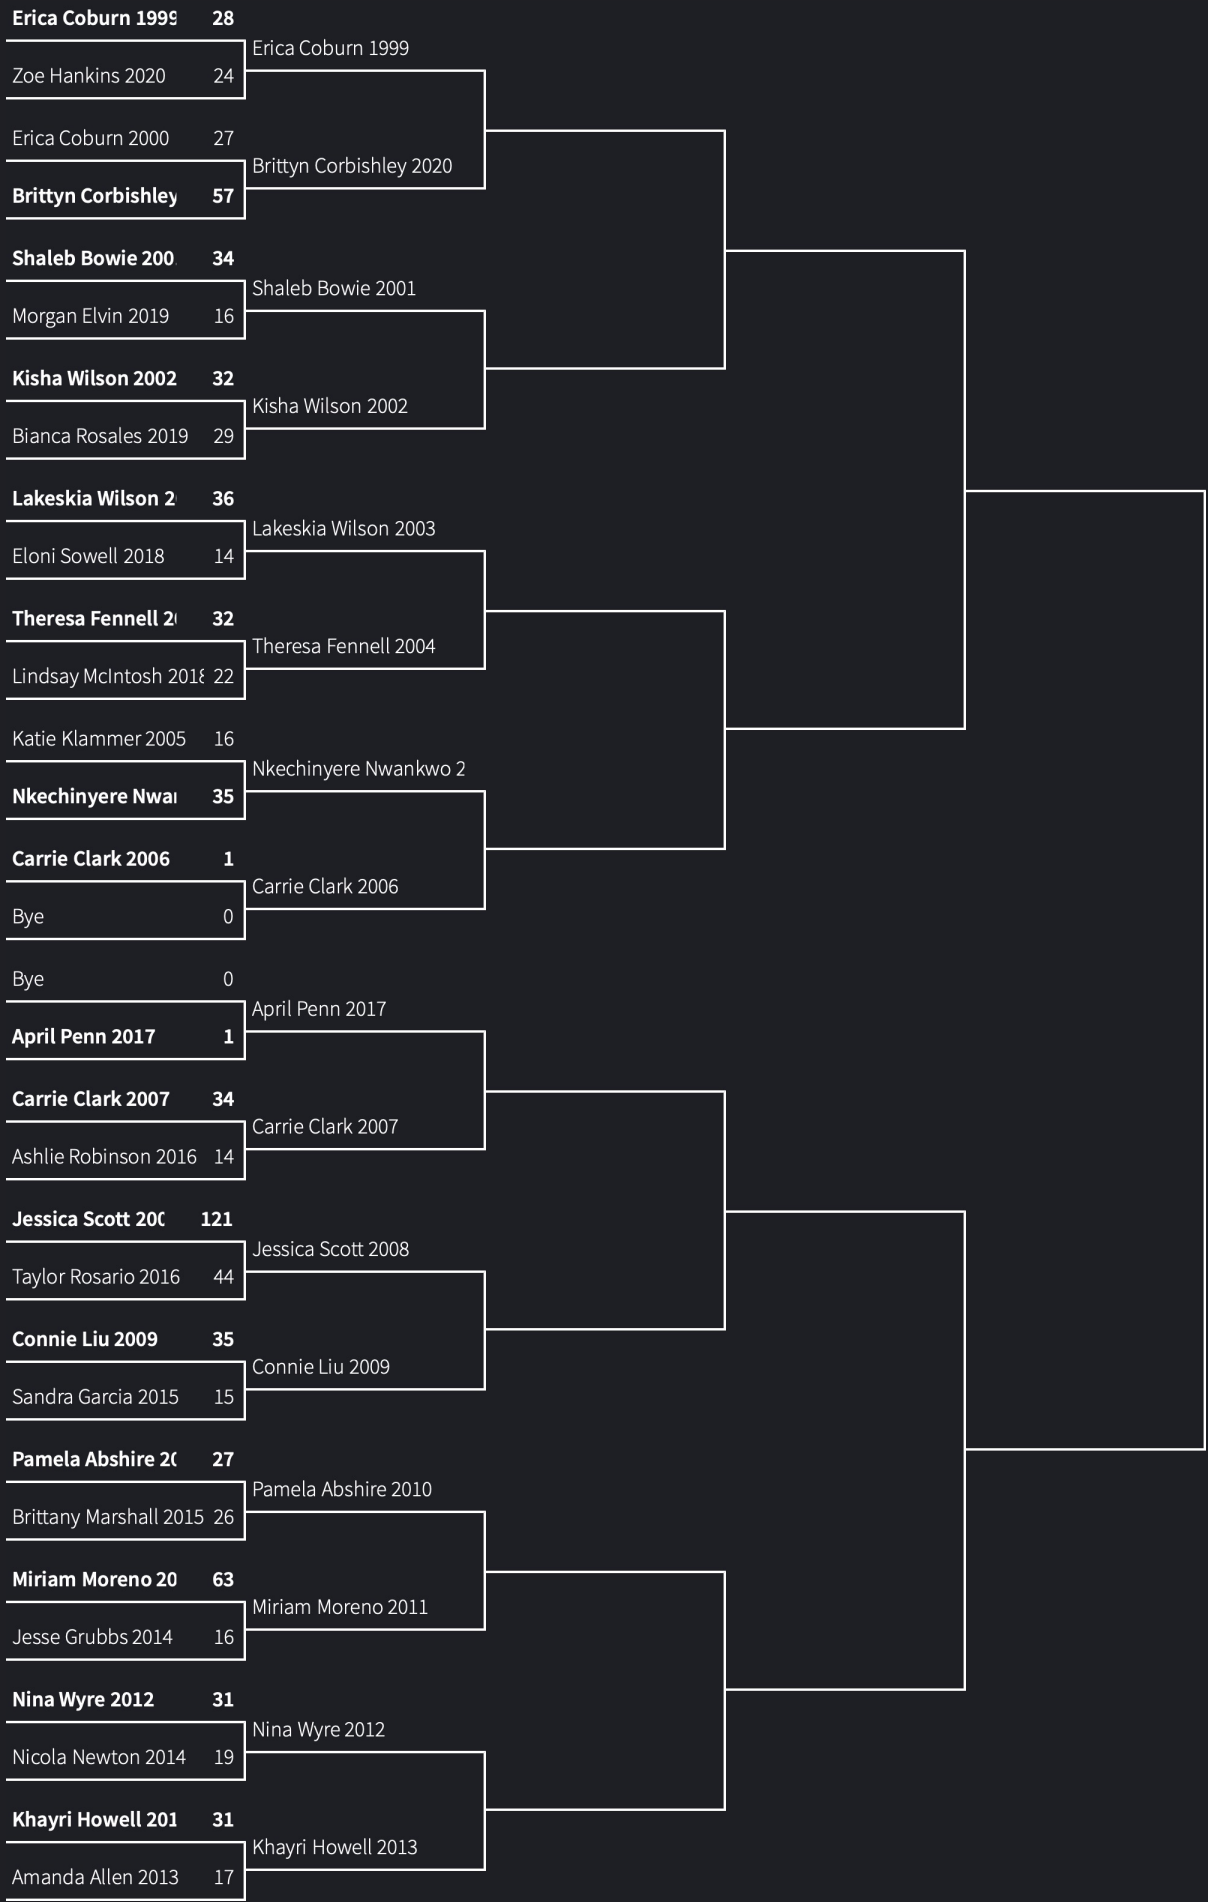 Erica Coburn 1999 28
Erica Coburn 1999
Zoe Hankins 2020 24
Erica Coburn 2000 27
Brittyn Corbishley 2020
Brittyn Corbishley 57
Shaleb Bowie 200 34
Shaleb Bowie 2001
Morgan Elvin 2019 16
Kisha Wilson 2002 32
Kisha Wilson 2002
Bianca Rosales 2019 29
Lakeskia Wilson 2 36
Lakeskia Wilson 2003
Eloni Sowell 2018 14
Theresa Fennell 20 32
Theresa Fennell 2004
Lindsay McIntosh 2018 22
Katie Klammer 2005 16
Nkechinyere Nwankwo 2
Nkechinyere Nwan 35
Carrie Clark 2006 1
Carrie Clark 2006
Bye 0
Bye 0
April Penn 2017
April Penn 2017 1
Carrie Clark 2007 34
Carrie Clark 2007
Ashlie Robinson 2016 14
Jessica Scott 200 121
Jessica Scott 2008
Taylor Rosario 2016 44
Connie Liu 2009 35
Connie Liu 2009
Sandra Garcia 2015 15
Pamela Abshire 20 27
Pamela Abshire 2010
Brittany Marshall 2015 26
Miriam Moreno 20 63
Miriam Moreno 2011
Jesse Grubbs 2014 16
Nina Wyre 2012 31
Nina Wyre 2012
Nicola Newton 2014 19
Khayri Howell 201 31
Khayri Howell 2013
Amanda Allen 2013 17